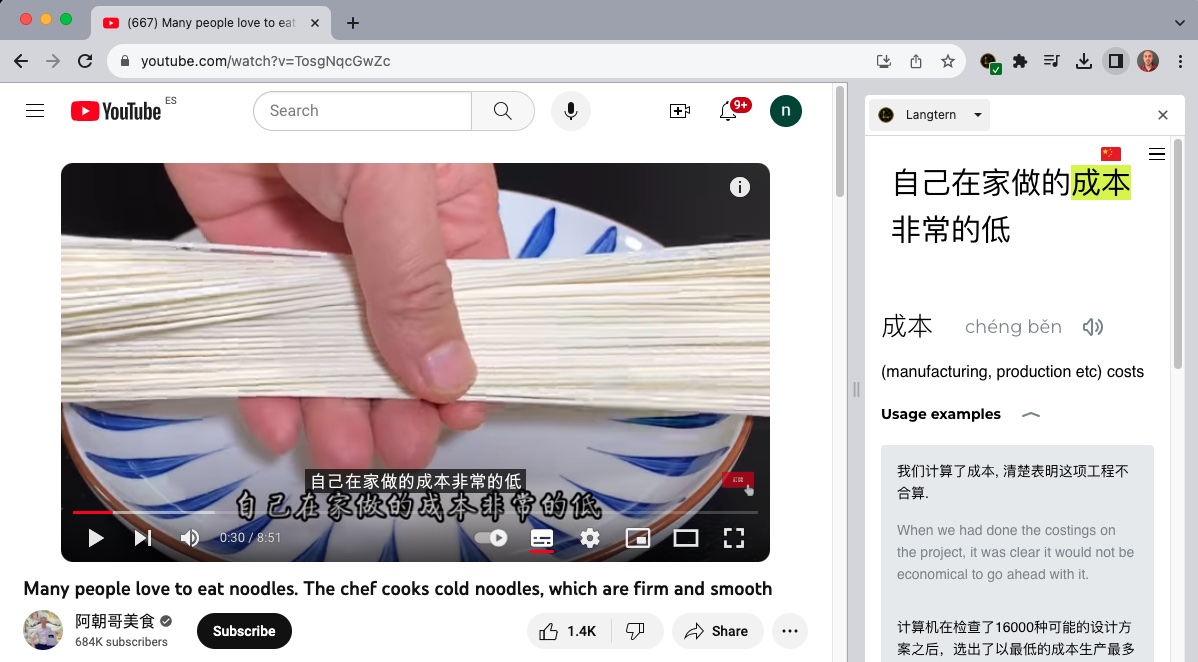 (667) Many people love to eat
youtube.com/watch?v=TosgNqcGwZc
YouTube ES
Search
9+
n
i
自己在家做的成本非常的低
自己在家做的成本非常的低
0:30 / 8:51
Many people love to eat noodles. The chef cooks cold noodles, which are firm and smooth
阿朝哥美食
684K subscribers
Subscribe
1.4K
Share
Langtern
自己在家做的成本
非常的低
成本 chéng běn
(manufacturing, production etc) costs
Usage examples
我们计算了成本, 清楚表明这项工程不
合算.
When we had done the costings on
the project, it was clear it would not be
economical to go ahead with it.
计算机在检查了16000种可能的设计方
案之后，选出了以最低的成本生产最多